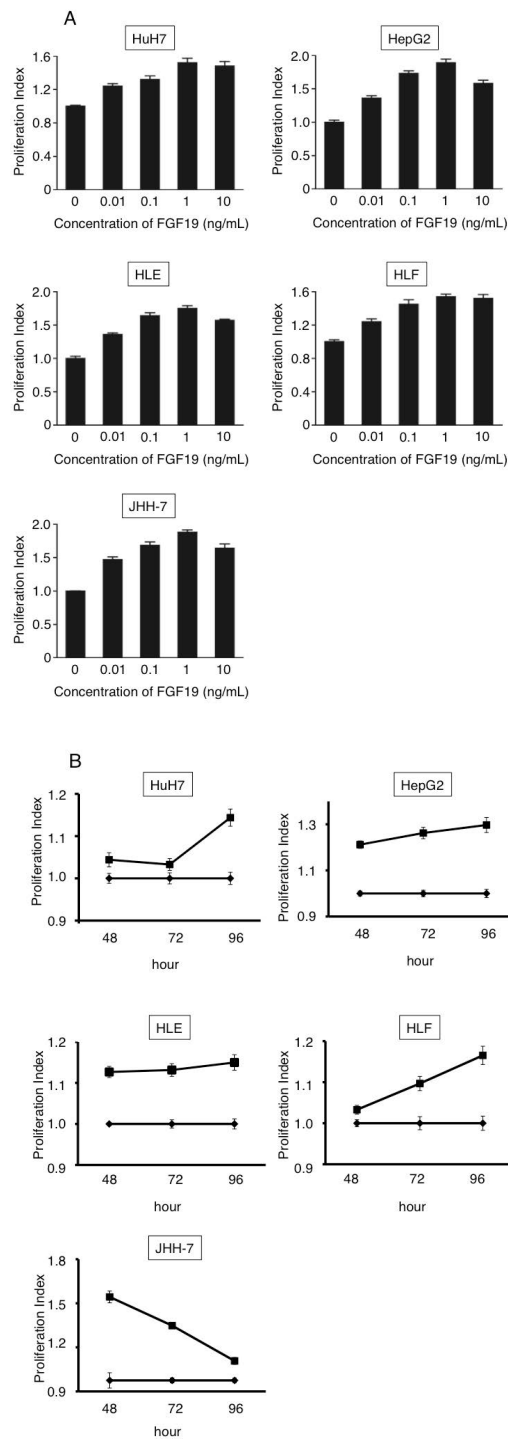 A
HuH7
HepG2
Proliferation Index
1.6
1.2
0.4
0
0 0.01 0.1 1 10
Concentration of FGF19 (ng/mL)
Proliferation Index
2.0
1.5
1.0
0.5
0
0 0.01 0.1 1 10
Concentration of FGF19 (ng/mL)
HLE
HLF
Proliferation Index
2.0
1.5
1.0
0.5
0
0 0.01 0.1 1 10
Concentration of FGF19 (ng/mL)
Proliferation Index
1.6
1.2
0.8
0.4
0
0 0.01 0.1 1 10
Concentration of FGF19 (ng/mL)
JHH-7
Proliferation Index
2.0
1.5
1.0
0.5
0
0 0.01 0.1 1 10
Concentration of FGF19 (ng/mL)
B
HuH7
HepG2
Proliferation Index
1.2
1.1
1.0
0.9
48 72 96
hour
Proliferation Index
1.3
1.0
0.9
48 72 96
hour
HLE
HLF
Proliferation Index
1.2
1.1
1.0
0.9
48 72 96
hour
Proliferation Index
1.2
1.1
1.0
0.9
48 72 96
hour
JHH-7
Proliferation Index
1.8
1.5
1.2
0.9
48 72 96
hour